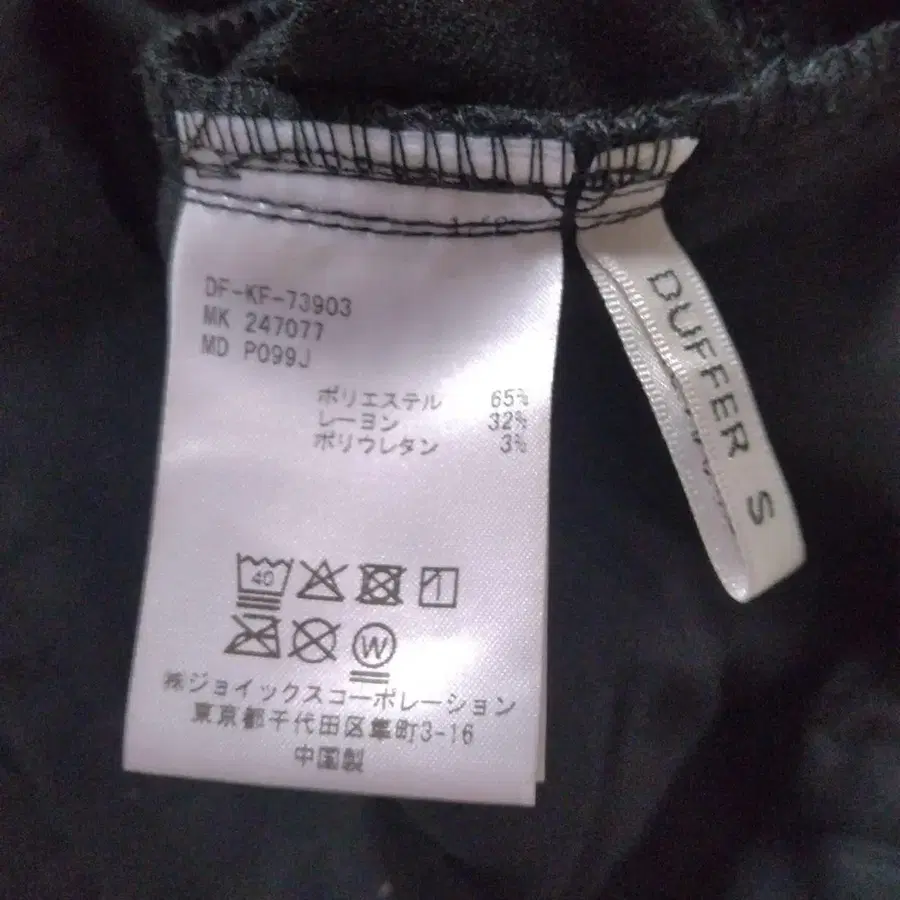 DF-KF-73903
MK 247077
MD P099J
ポリエステル 65%
レーヨン 32%
ポリウレタン 3%
40
W
㈱ジョイックスコーポレーション
東京都千代田区隼町3-16
中国製
DUFFER S